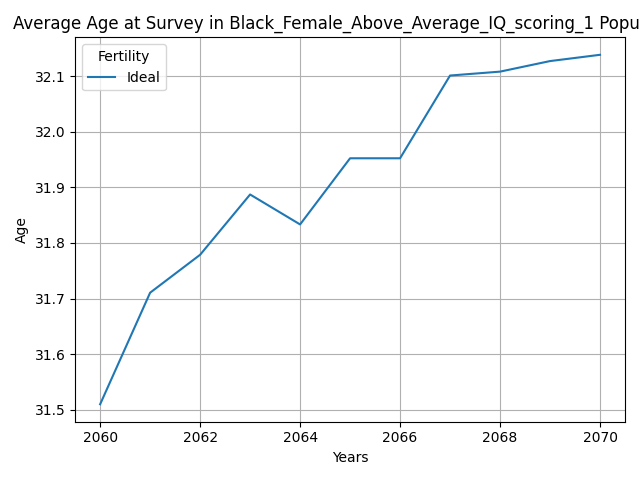 Average Age at Survey in Black_Female_Above_Average_IQ_scoring_1 Popu
Fertility
Ideal
32.1
32.0
31.9
31.8
31.7
31.6
31.5
Age
2060 2062 2064 2066 2068 2070
Years